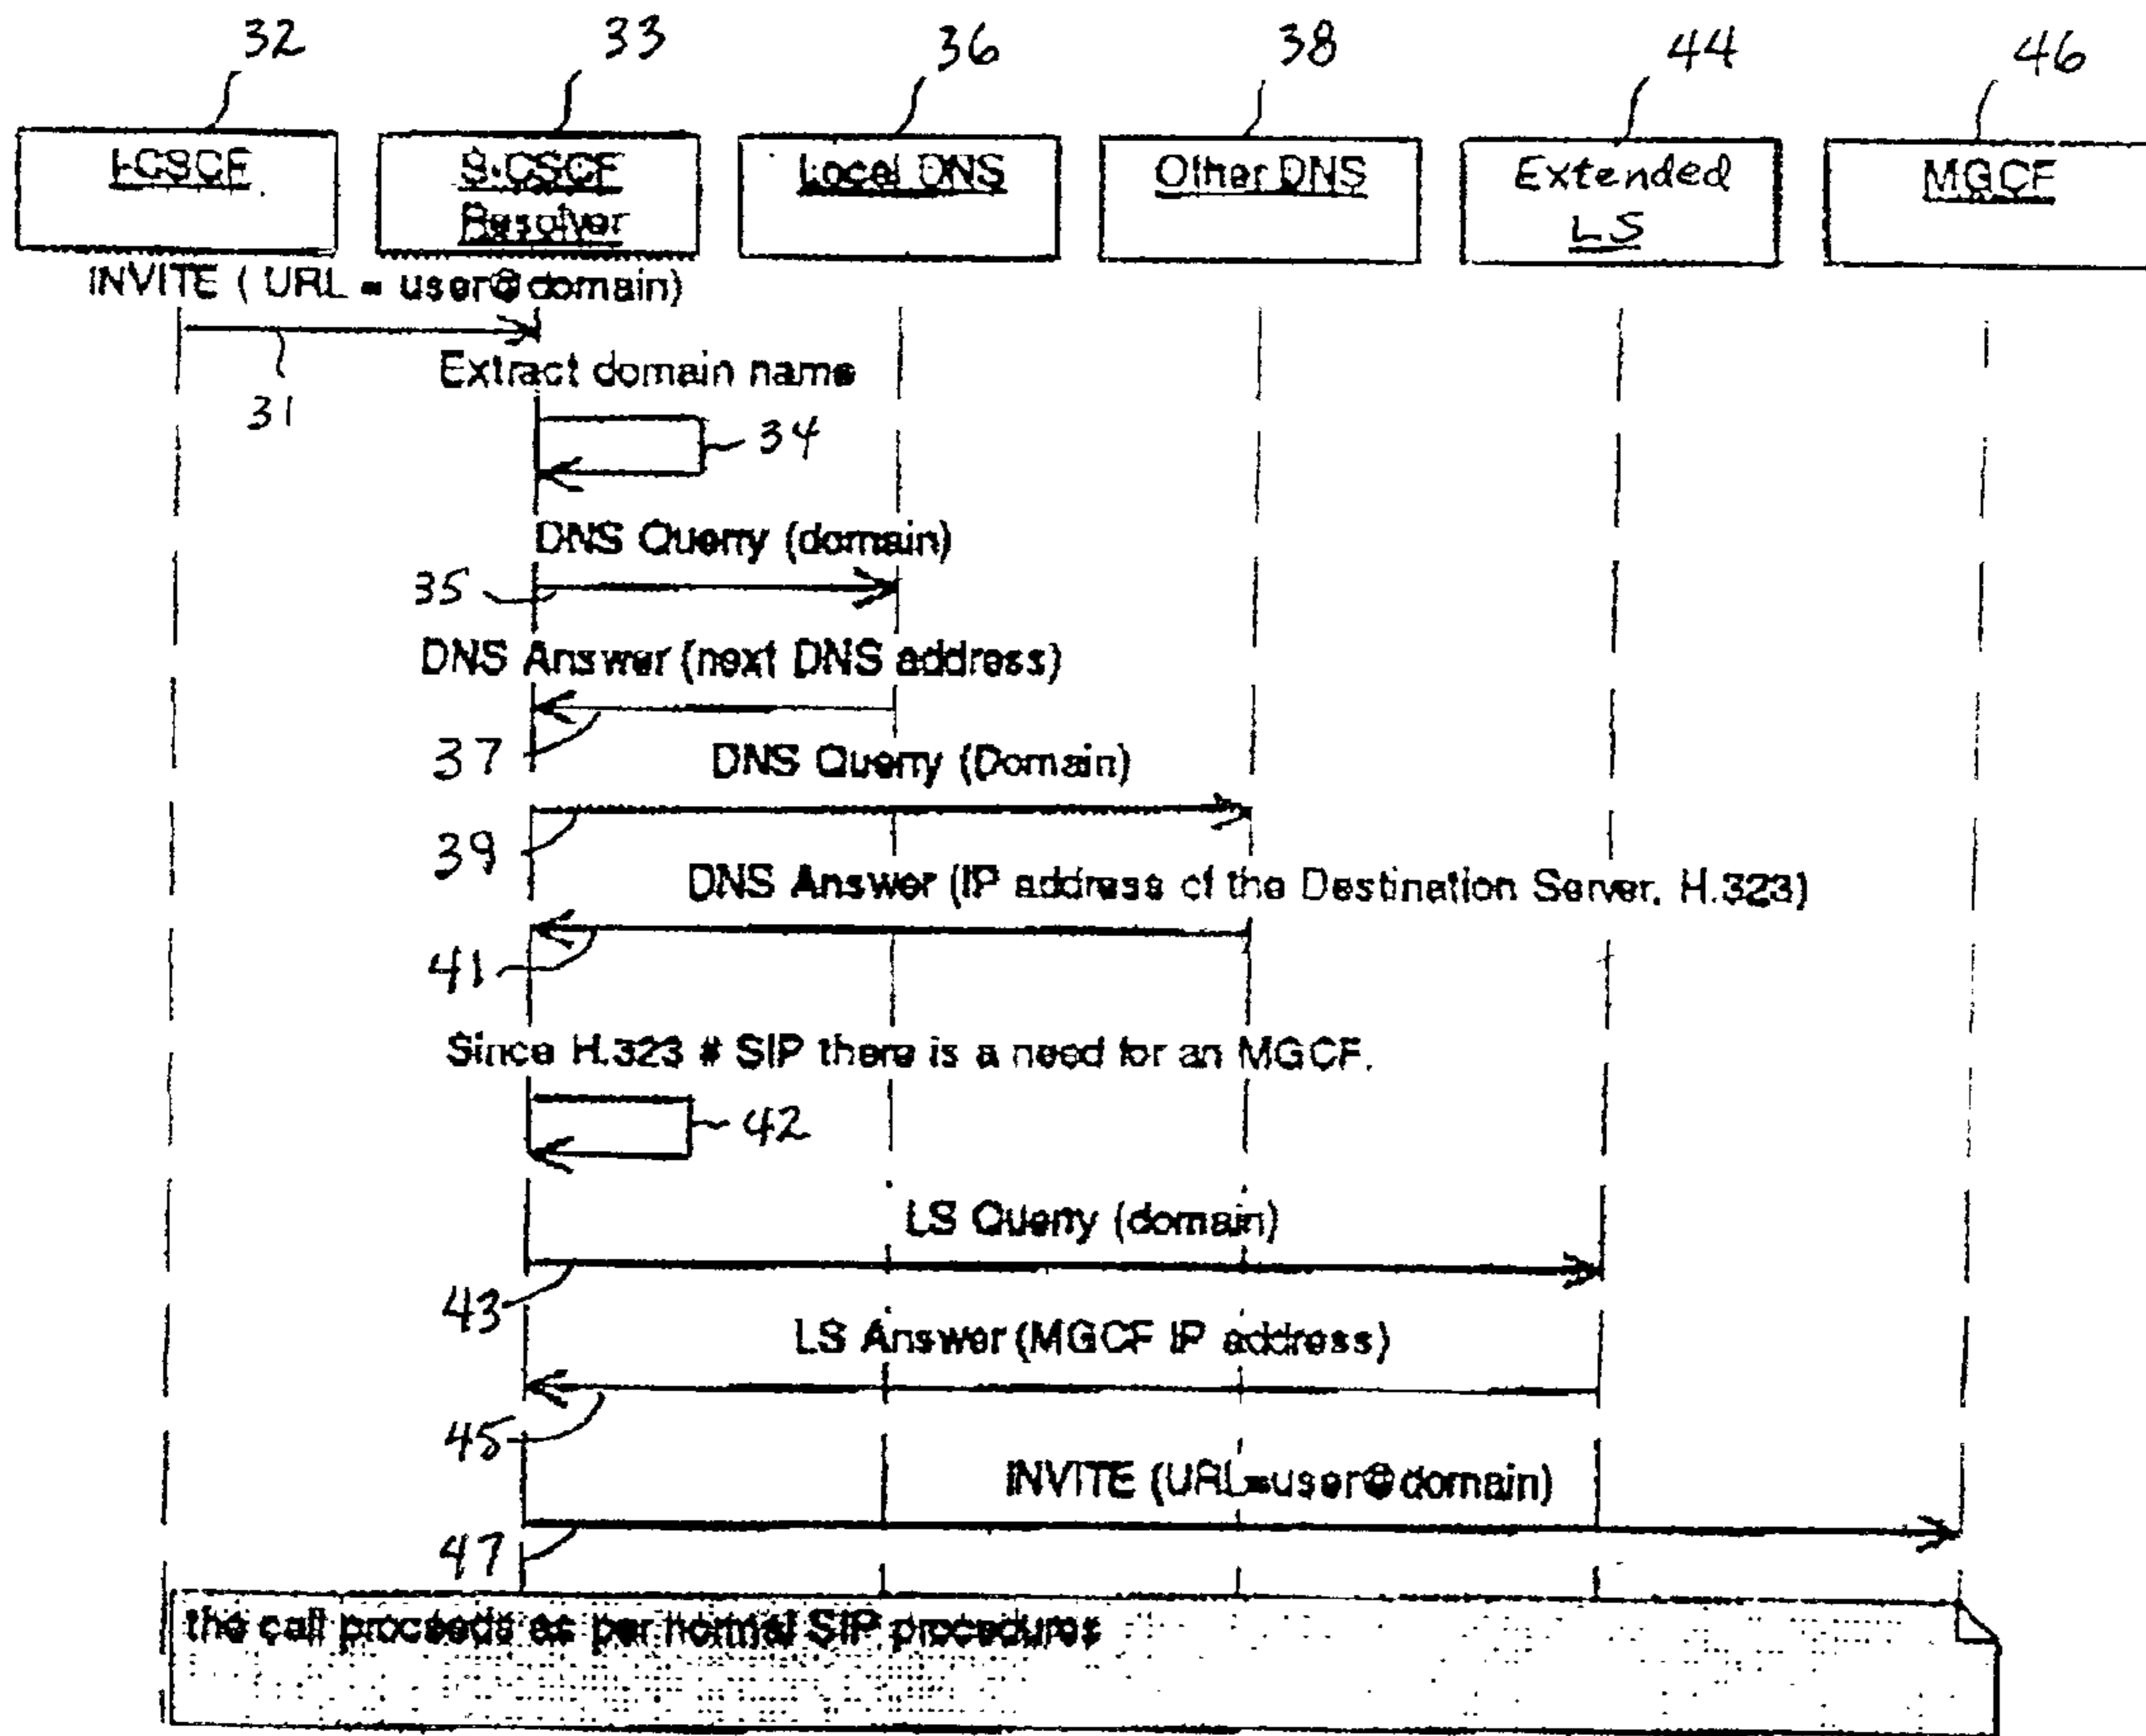 32 33 36 38 44 46
I-CSCF S-CSCF Local DNS Other DNS Extended MGCF
Resolver LS
INVITE ( URL = user@domain)
31
Extract domain name
34
DNS Querry (domain)
35
DNS Answer (next DNS address)
37
DNS Querry (Domain)
39
DNS Answer (IP address of the Destination Server, H.323)
41
Since H.323 # SIP there is a need for an MGCF.
42
LS Querry (domain)
43
LS Answer (MGCF IP address)
45
INVITE (URL=user@domain)
47
the call proceeds as per normal SIP procedures